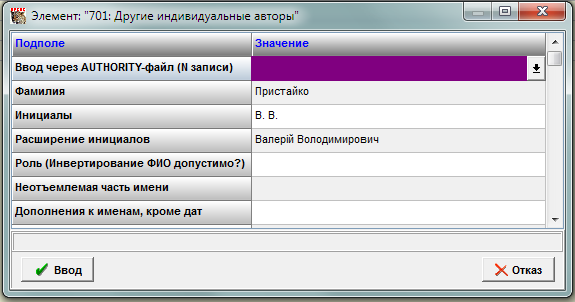 Элемент: "701: Другие индивидуальные авторы"
Подполе Значение
Ввод через AUTHORITY-файл (N записи)
Фамилия Пристайко
Инициалы В. В.
Расширение инициалов Валерій Володимирович
Роль (Инвертирование ФИО допустимо?)
Неотъемлемая часть имени
Дополнения к именам, кроме дат
Ввод Отказ